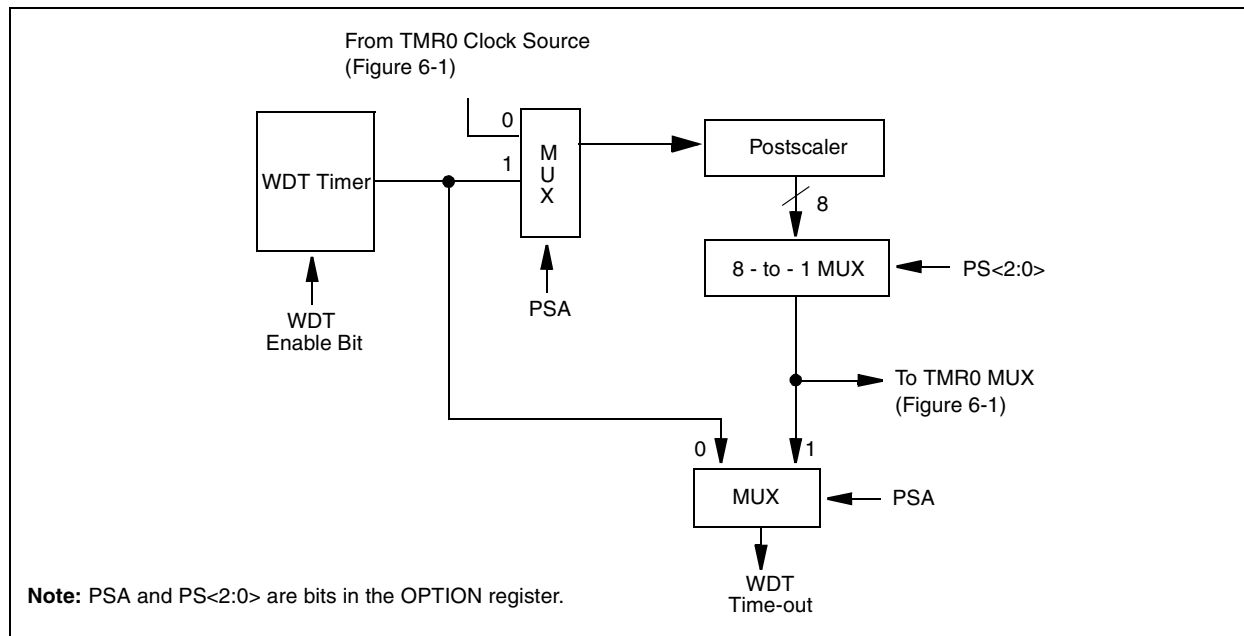 From TMR0 Clock Source
(Figure 6-1)
0
1
M
U
X
WDT Timer
Postscaler
8
8 - to - 1 MUX
PS<2:0>
PSA
WDT
Enable Bit
To TMR0 MUX
(Figure 6-1)
0
1
MUX
PSA
WDT
Time-out
Note: PSA and PS<2:0> are bits in the OPTION register.